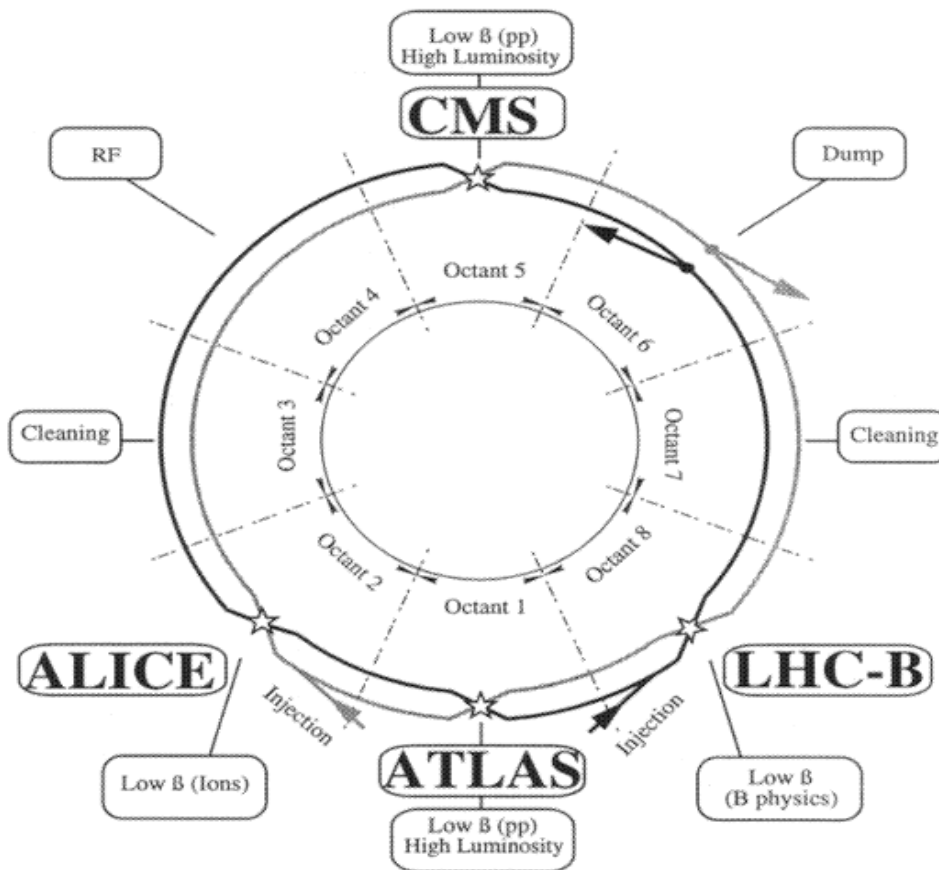 Low ß (pp)
High Luminosity
CMS
RF
Dump
Octant 5
Octant 4
Octant 6
Cleaning
Octant 3
Octant 7
Cleaning
Octant 2
Octant 8
Octant 1
ALICE
LHC-B
Injection
Injection
ATLAS
Low ß (Ions)
Low ß
(B physics)
Low ß (pp)
High Luminosity